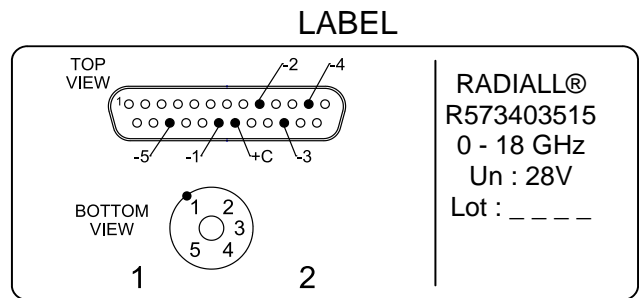 LABEL
TOP
VIEW
-2 -4
1
-5 -1 +C -3
BOTTOM
VIEW
1 2
3
5 4
1 2
RADIALL®
R573403515
0 - 18 GHz
Un : 28V
Lot : _ _ _ _